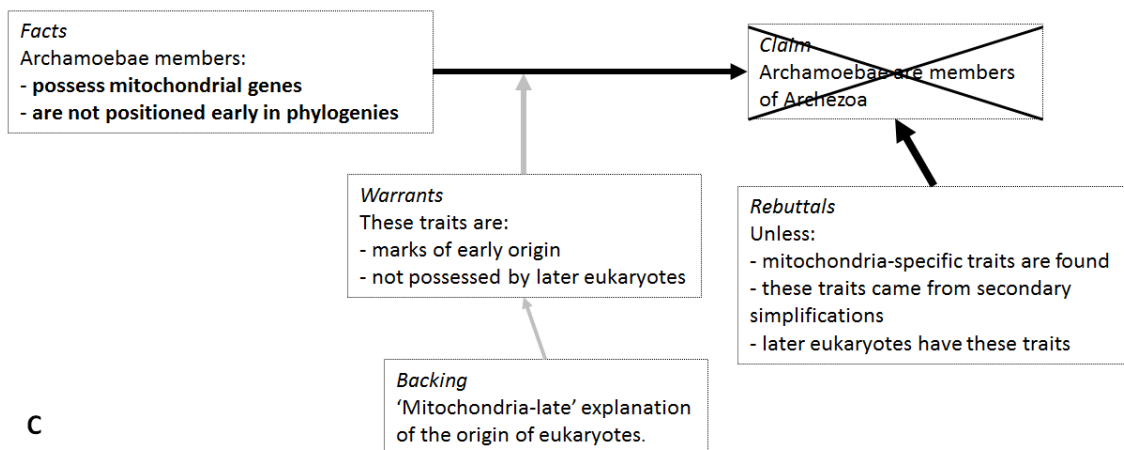 Facts
Archamoebae members:
- possess mitochondrial genes
- are not positioned early in phylogenies
Claim
Archamoebae are members
of Archezoa
Warrants
These traits are:
- marks of early origin
- not possessed by later eukaryotes
Rebuttals
Unless:
- mitochondria-specific traits are found
- these traits came from secondary
simplifications
- later eukaryotes have these traits
Backing
‘Mitochondria-late’ explanation
of the origin of eukaryotes.
C